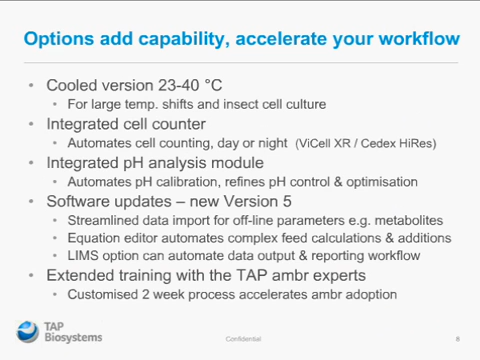 Options add capability, accelerate your workflow
• Cooled version 23-40 °C
• For large temp. shifts and insect cell culture
• Integrated cell counter
• Automates cell counting, day or night (ViCell XR / Cedex HiRes)
• Integrated pH analysis module
• Automates pH calibration, refines pH control & optimisation
• Software updates – new Version 5
• Streamlined data import for off-line parameters e.g. metabolites
• Equation editor automates complex feed calculations & additions
• LIMS option can automate data output & reporting workflow
• Extended training with the TAP ambr experts
• Customised 2 week process accelerates ambr adoption
TAP
Biosystems
Confidential
8